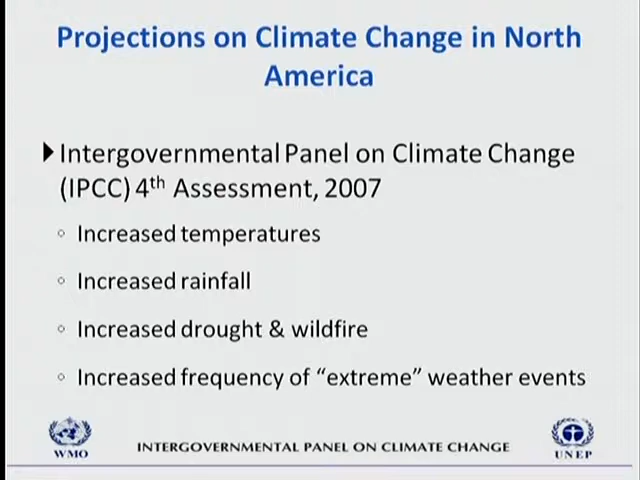 Projections on Climate Change in North
America
Intergovernmental Panel on Climate Change
(IPCC) 4th Assessment, 2007
◦ Increased temperatures
◦ Increased rainfall
◦ Increased drought & wildfire
◦ Increased frequency of “extreme” weather events
WMO
INTERGOVERNMENTAL PANEL ON CLIMATE CHANGE
UNEP